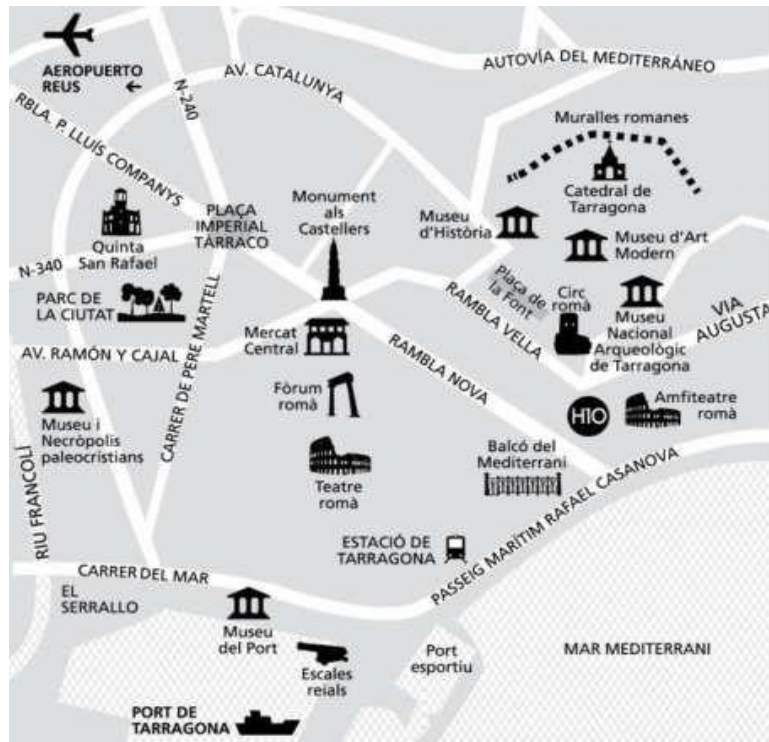 AEROPUERTO
REUS
N-240
AV. CATALUNYA
AUTOVÍA DEL MEDITERRÁNEO
RBLA. P. LLUÍS COMPANYS
Muralles romanes
Catedral de
Tarragona
Monument
als
Castellers
PLAÇA
IMPERIAL
TÀRRACO
Museu
d'Història
Museu d'Art
Modern
Quinta
San Rafael
N-340
PARC DE
LA CIUTAT
CARRER DE PERE MARTELL
Plaça de
la Font
Circ
romà
RAMBLA VELLA
Museu
Nacional
Arqueològic
de Tarragona
VIA
AUGUSTA
Mercat
Central
RAMBLA NOVA
AV. RAMÓN Y CAJAL
Fòrum
romà
H10
Amfiteatre
romà
Museu i
Necròpolis
paleocristians
Balcó del
Mediterrani
Teatre
romà
RIU FRANCOLÍ
PASSEIG MARÍTIM RAFAEL CASANOVA
ESTACIÓ DE
TARRAGONA
CARRER DEL MAR
EL
SERRALLO
Museu
del Port
Escales
reials
Port
esportiu
MAR MEDITERRANI
PORT DE
TARRAGONA